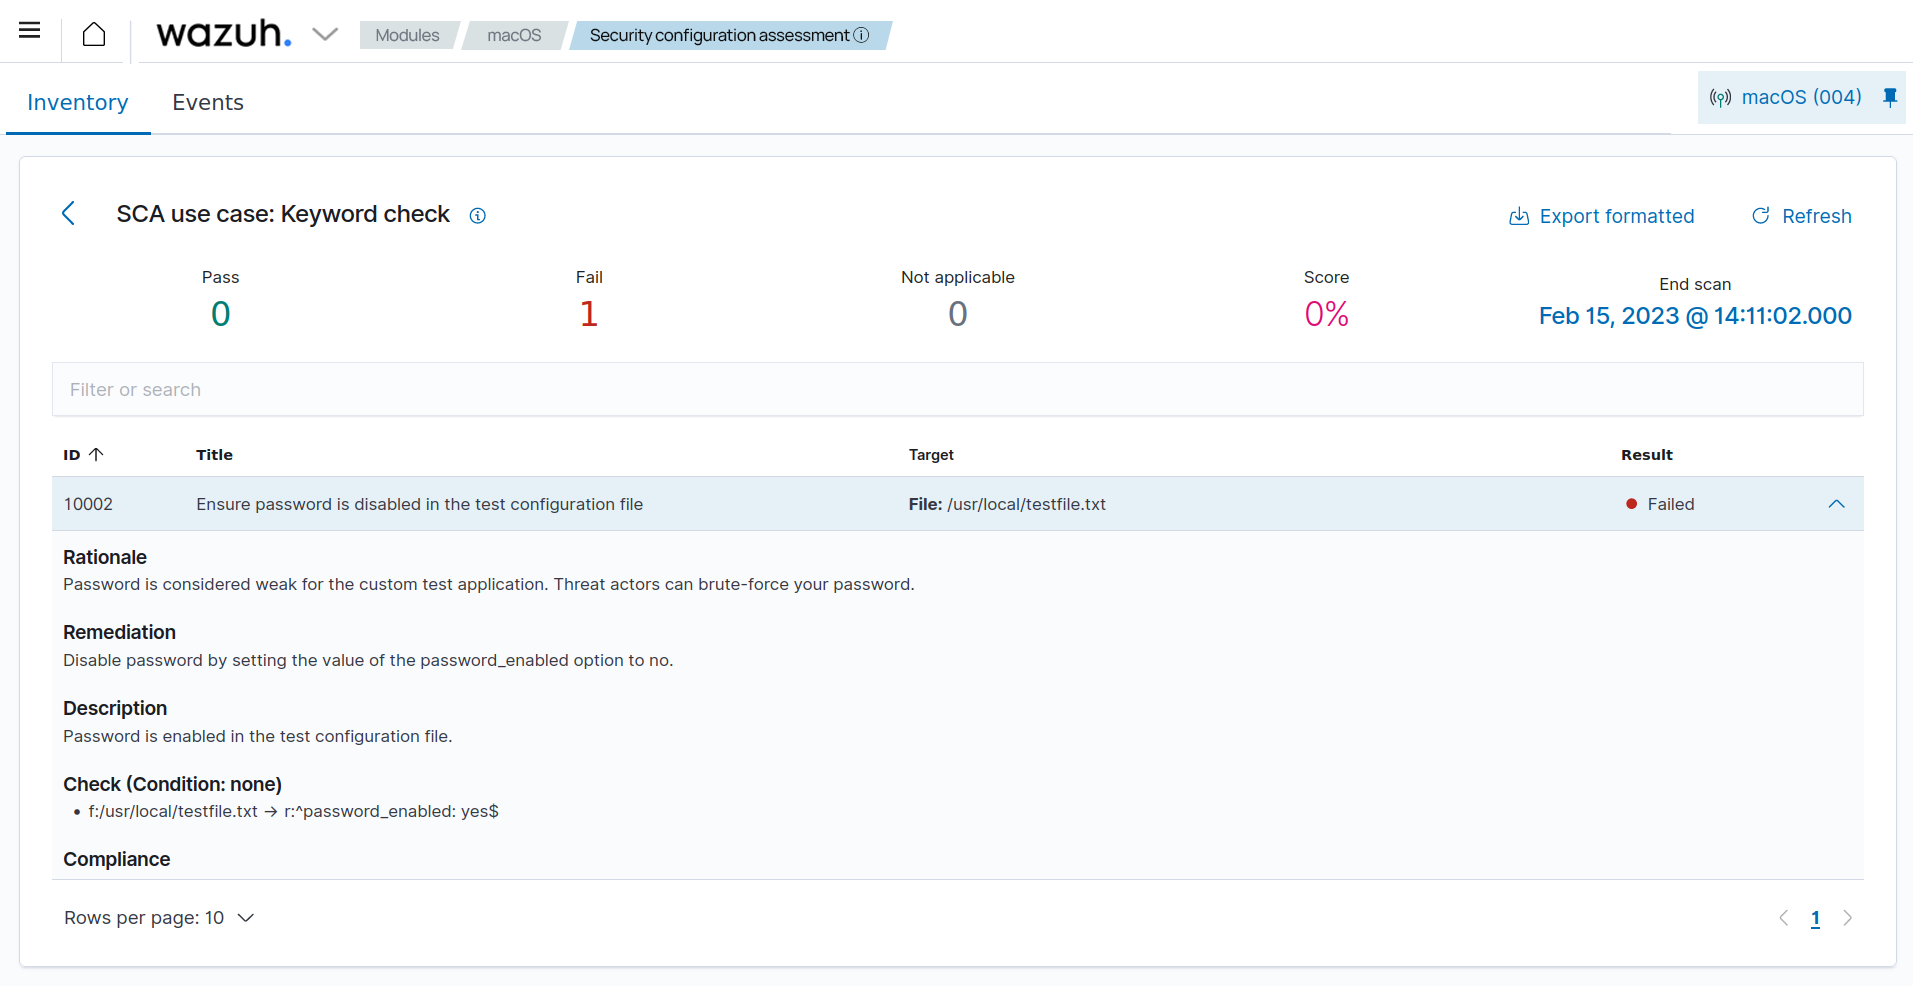 wazuh. Modules macOS Security configuration assessment
Inventory Events macOS (004)
SCA use case: Keyword check Export formatted Refresh
Pass Fail Not applicable Score End scan
0 1 0 0% Feb 15, 2023 @ 14:11:02.000
Filter or search
ID Title Target Result
10002 Ensure password is disabled in the test configuration file File: /usr/local/testfile.txt Failed
Rationale
Password is considered weak for the custom test application. Threat actors can brute-force your password.
Remediation
Disable password by setting the value of the password_enabled option to no.
Description
Password is enabled in the test configuration file.
Check (Condition: none)
• f:/usr/local/testfile.txt → r:^password_enabled: yes$
Compliance
Rows per page: 10 1